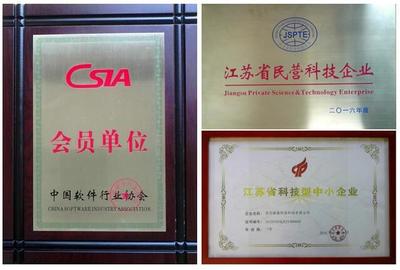 CSIA
会员单位
中国软件行业协会
CHINA SOFTWARE INDUSTRY ASSOCIATION
JSPTE
江苏省民营科技企业
Jiangsu Private Science&Technology Enterprise
二〇一六年度
江苏省科技型中小企业